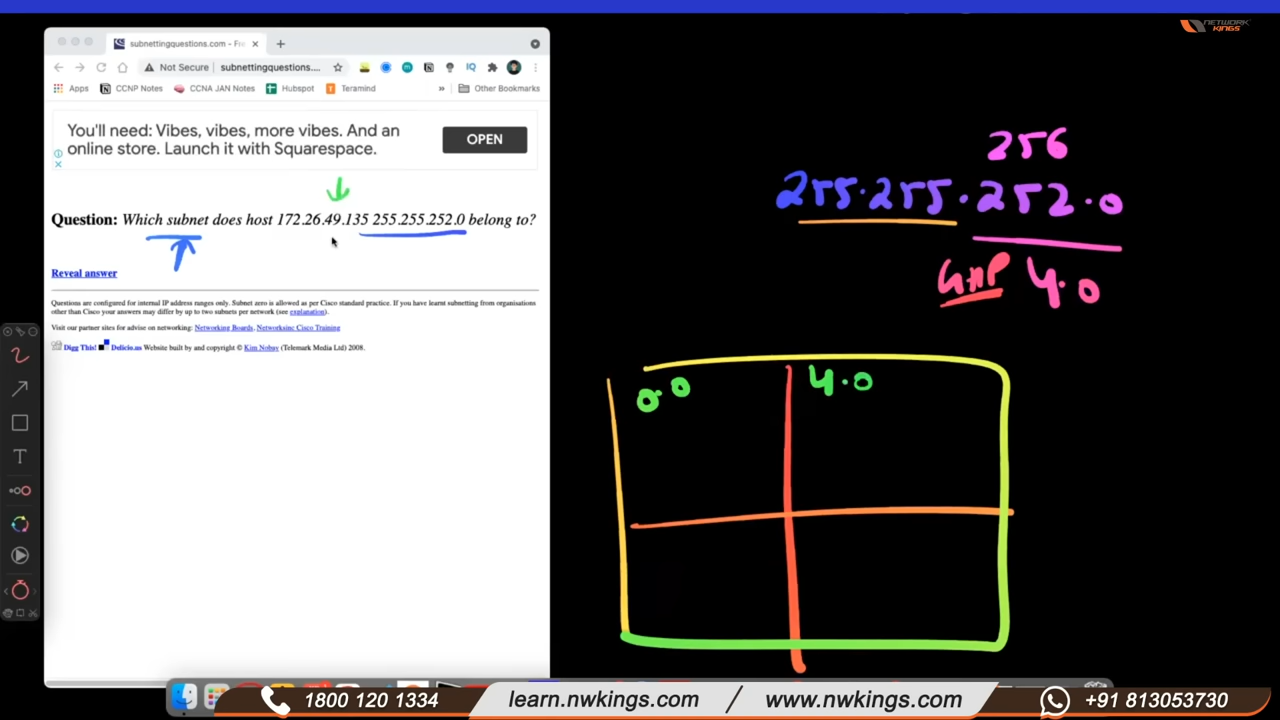 NETWORK
KINGS
subnettingquestions.com - Fre
Not Secure | subnettingquestions....
Apps CCNP Notes CCNA JAN Notes Hubspot Teramind » Other Bookmarks
You'll need: Vibes, vibes, more vibes. And an
online store. Launch it with Squarespace.
OPEN
Question: Which subnet does host 172.26.49.135 255.255.252.0 belong to?
Reveal answer
Questions are configured for internal IP address ranges only. Subnet zero is allowed as per Cisco standard practice. If you have learnt subnetting from organisations
other than Cisco your answers may differ by up to two subnets per network (see explanation).
Visit our partner sites for advise on networking: Networking Boards, Networksinc Cisco Training
Digg This! Delicio.us Website built by and copyright © Kim Nobay (Telemark Media Ltd) 2008.
256
255.255.252.0
GAP 4.0
0.0 4.0
T
1800 120 1334 learn.nwkings.com / www.nwkings.com +91 813053730